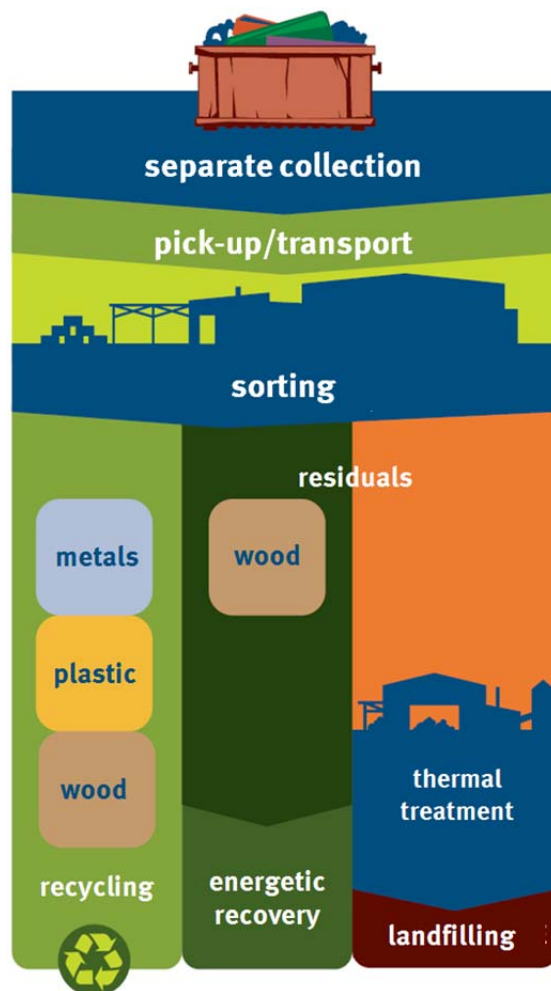 separate collection
pick-up/transport
sorting
residuals
metals
wood
plastic
wood
thermal
treatment
recycling
energetic
recovery
landfilling